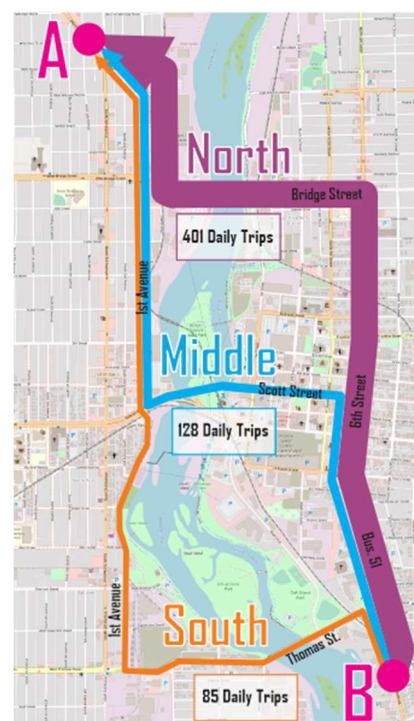 A
North
Bridge Street
401 Daily Trips
1st Avenue
Middle
Scott Street
128 Daily Trips
6th Street
Bus. 51
1st Avenue
South
Thomas St.
B
85 Daily Trips